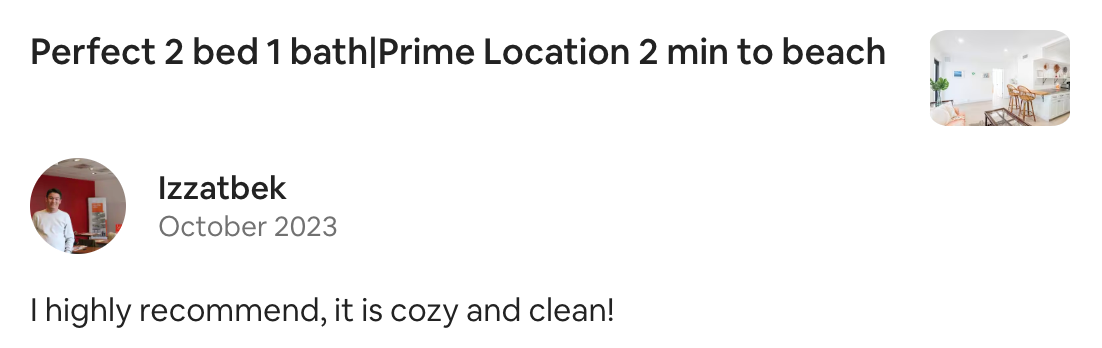 Perfect 2 bed 1 bath|Prime Location 2 min to beach
Izzatbek
October 2023
I highly recommend, it is cozy and clean!